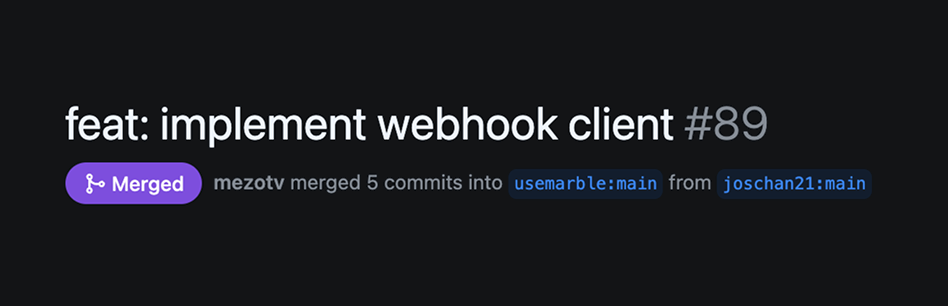 feat: implement webhook client #89
Merged mezotv merged 5 commits into usemarble:main from joschan21:main